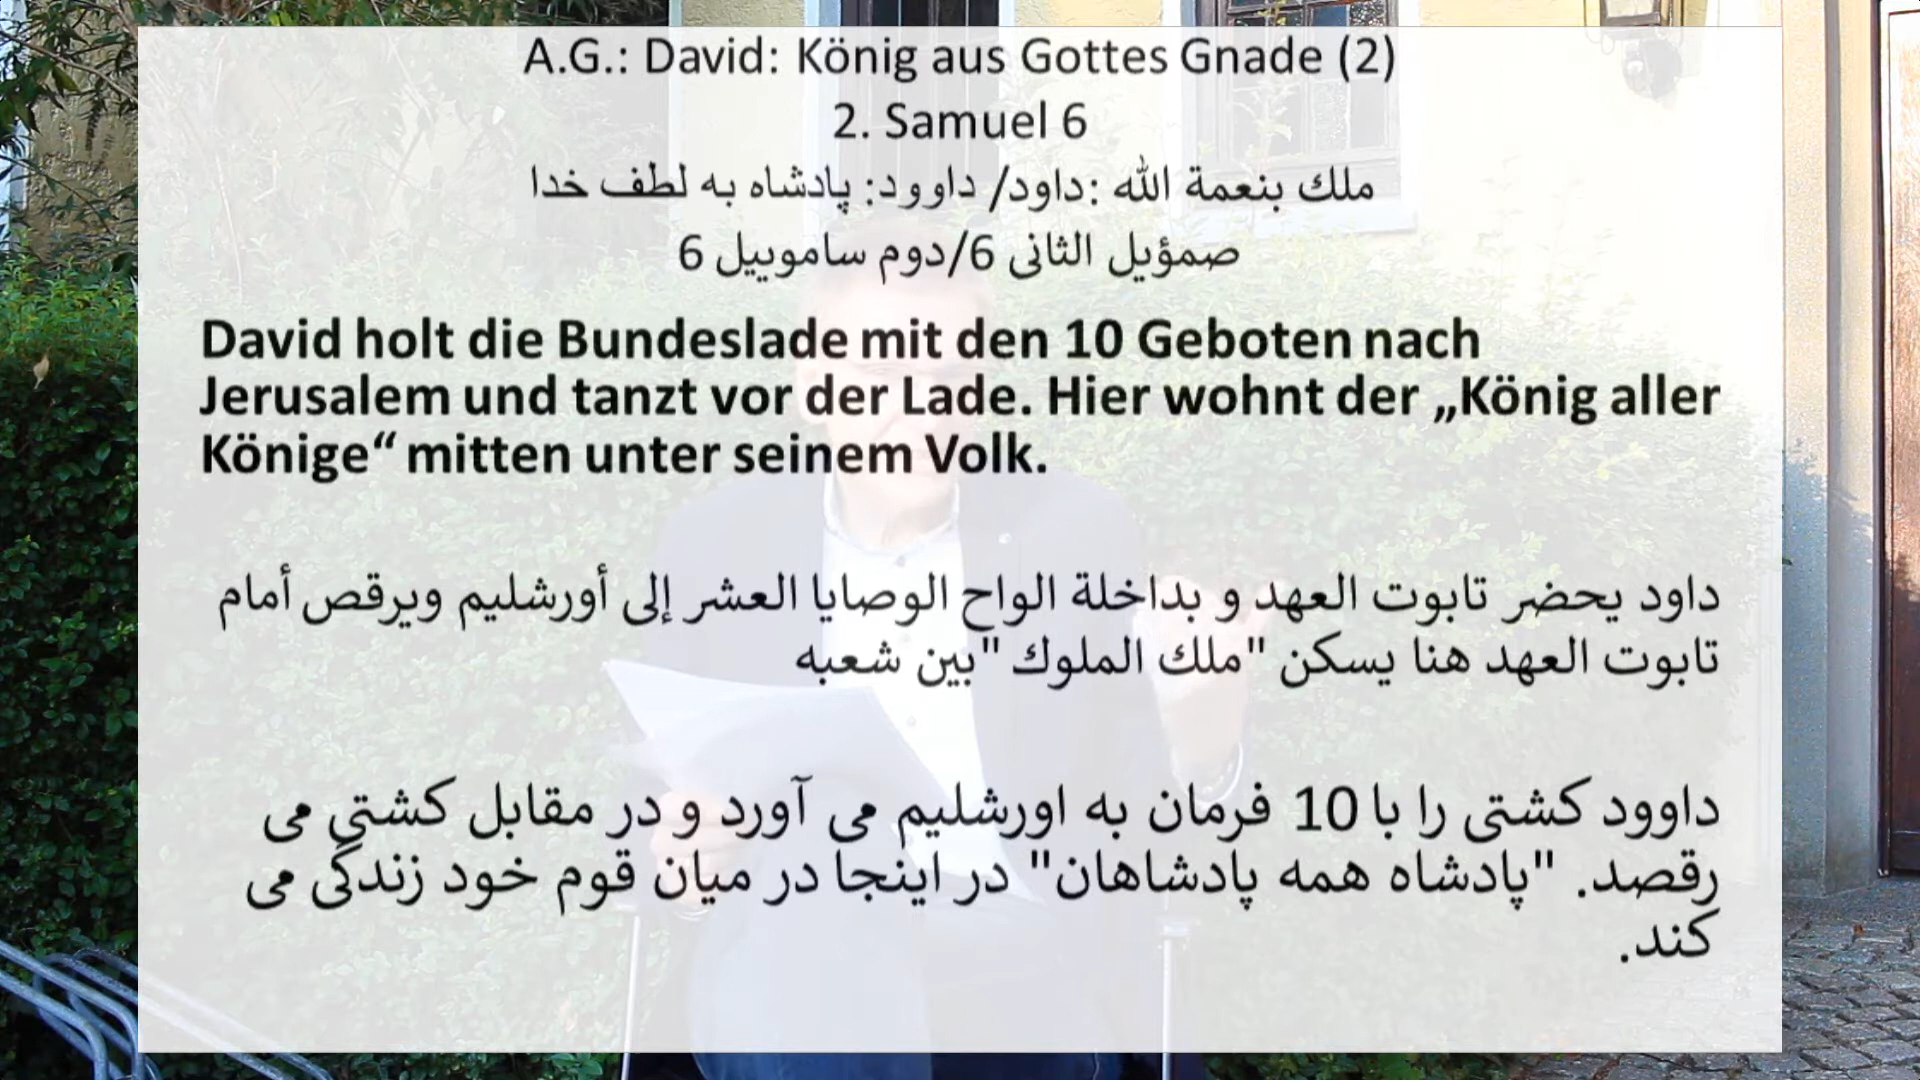 A.G.: David: König aus Gottes Gnade (2)
2. Samuel 6
ملك بنعمة الله :داود/ داوود: پادشاه به لطف خدا
صمؤيل الثانى 6/دوم ساموییل 6
David holt die Bundeslade mit den 10 Geboten nach
Jerusalem und tanzt vor der Lade. Hier wohnt der „König aller
Könige“ mitten unter seinem Volk.
داود يحضر تابوت العهد و بداخلة الواح الوصايا العشر إلى أورشليم ويرقص أمام
تابوت العهد هنا يسكن "ملك الملوك "بين شعبه
داوود کشتی را با 10 فرمان به اورشلیم می آورد و در مقابل کشتی می
رقصد. "پادشاه همه پادشاهان" در اینجا در میان قوم خود زندگی می
کند.